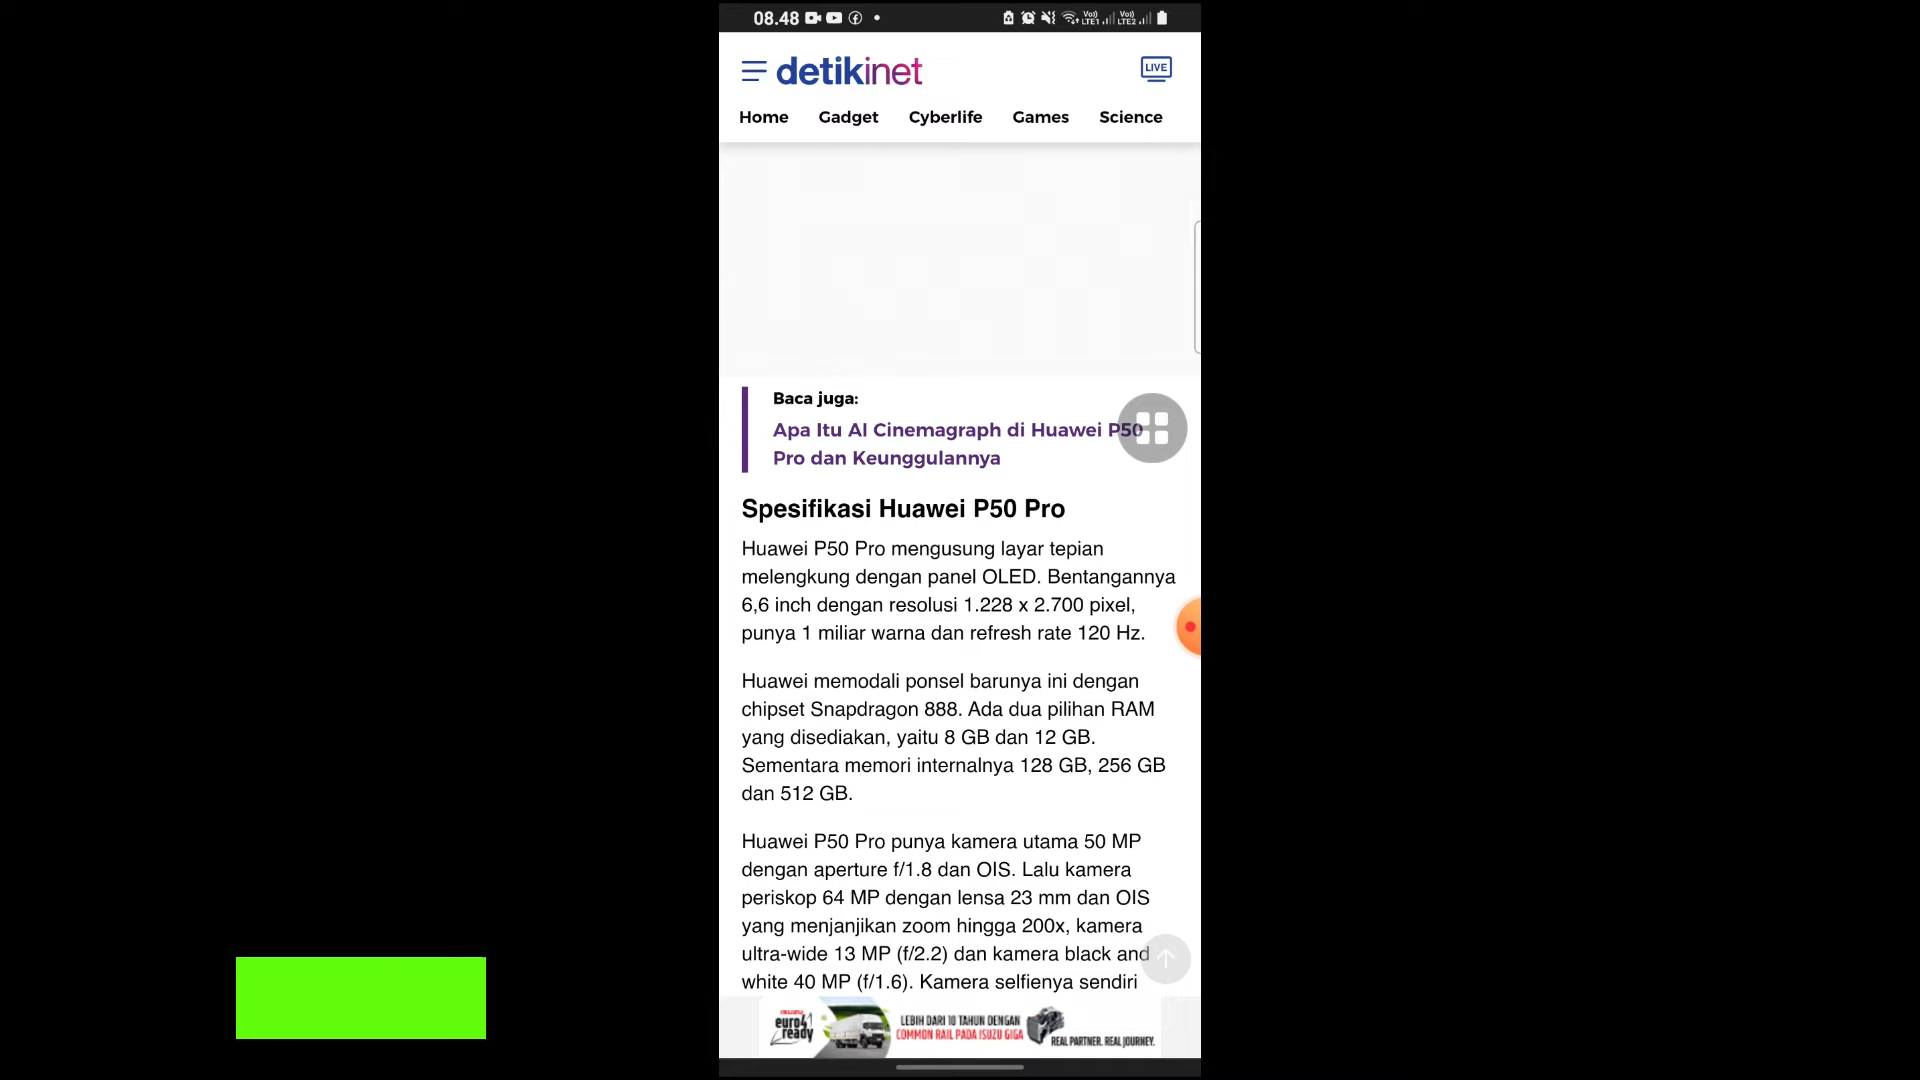 08.48
Vo)) LTE1 Vo)) LTE2
detikinet
LIVE
Home Gadget Cyberlife Games Science
Baca juga:
Apa Itu AI Cinemagraph di Huawei P50
Pro dan Keunggulannya
Spesifikasi Huawei P50 Pro
Huawei P50 Pro mengusung layar tepian
melengkung dengan panel OLED. Bentangannya
6,6 inch dengan resolusi 1.228 x 2.700 pixel,
punya 1 miliar warna dan refresh rate 120 Hz.
Huawei memodali ponsel barunya ini dengan
chipset Snapdragon 888. Ada dua pilihan RAM
yang disediakan, yaitu 8 GB dan 12 GB.
Sementara memori internalnya 128 GB, 256 GB
dan 512 GB.
Huawei P50 Pro punya kamera utama 50 MP
dengan aperture f/1.8 dan OIS. Lalu kamera
periskop 64 MP dengan lensa 23 mm dan OIS
yang menjanjikan zoom hingga 200x, kamera
ultra-wide 13 MP (f/2.2) dan kamera black and
white 40 MP (f/1.6). Kamera selfienya sendiri
euro4
ready
LEBIH DARI 10 TAHUN DENGAN
COMMON RAIL PADA ISUZU GIGA
REAL PARTNER. REAL JOURNEY.